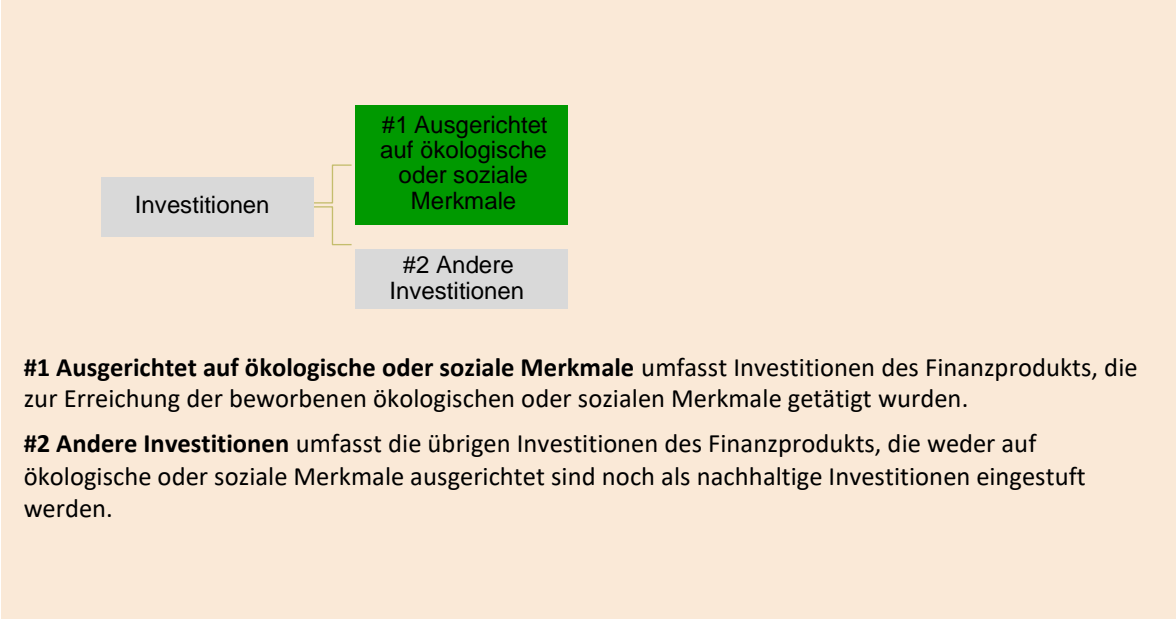 #1 Ausgerichtet
auf ökologische
oder soziale
Merkmale
Investitionen
#2 Andere
Investitionen
#1 Ausgerichtet auf ökologische oder soziale Merkmale umfasst Investitionen des Finanzprodukts, die
zur Erreichung der beworbenen ökologischen oder sozialen Merkmale getätigt wurden.
#2 Andere Investitionen umfasst die übrigen Investitionen des Finanzprodukts, die weder auf
ökologische oder soziale Merkmale ausgerichtet sind noch als nachhaltige Investitionen eingestuft
werden.